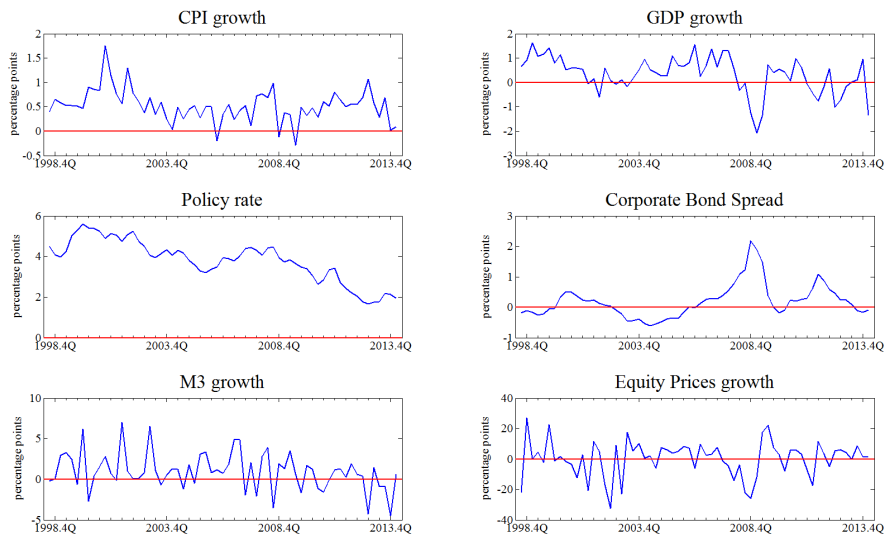 CPI growth
percentage points
2
1.5
1
0.5
0
-0.5
1998.4Q 2003.4Q 2008.4Q 2013.4Q
GDP growth
percentage points
2
1
0
-1
-2
-3
1998.4Q 2003.4Q 2008.4Q 2013.4Q
Policy rate
percentage points
6
4
2
0
1998.4Q 2003.4Q 2008.4Q 2013.4Q
Corporate Bond Spread
percentage points
3
2
1
0
-1
1998.4Q 2003.4Q 2008.4Q 2013.4Q
M3 growth
percentage points
10
5
0
-5
1998.4Q 2003.4Q 2008.4Q 2013.4Q
Equity Prices growth
percentage points
40
20
0
-20
-40
1998.4Q 2003.4Q 2008.4Q 2013.4Q